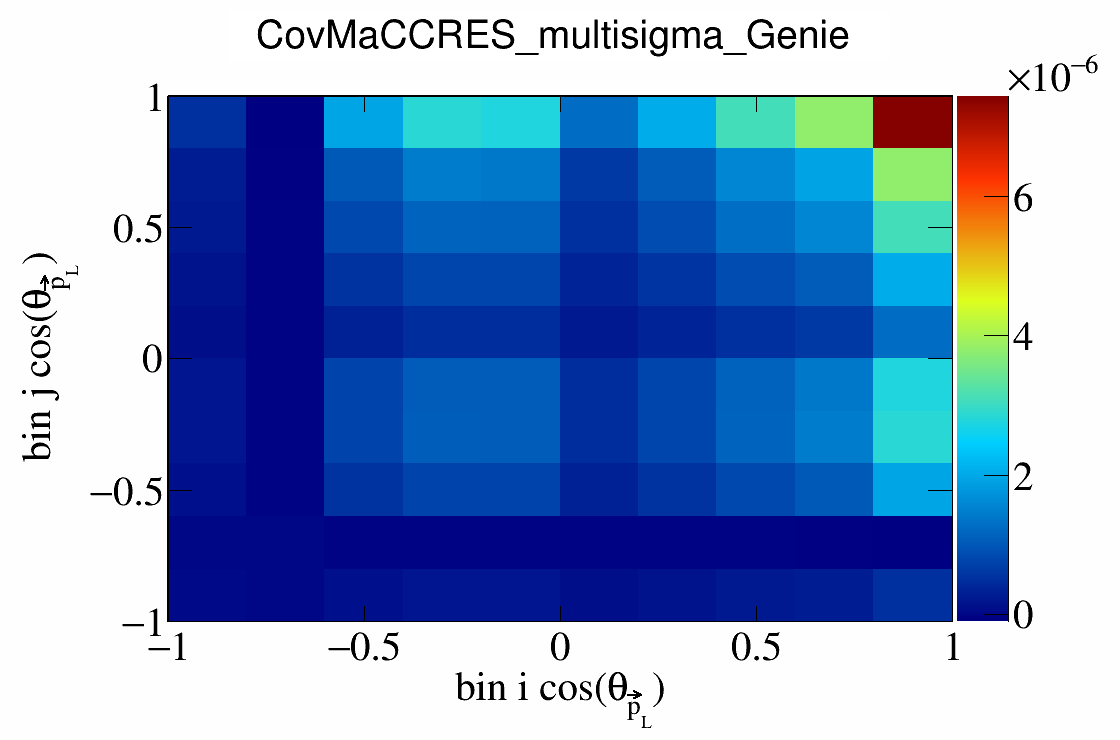 CovMaCCRES_multisigma_Genie
×10⁻⁶
1
0.5
0
−0.5
−1
6
4
2
0
−1 −0.5 0 0.5 1
bin j cos(θ_p⃗_L)
bin i cos(θ_p⃗_L)